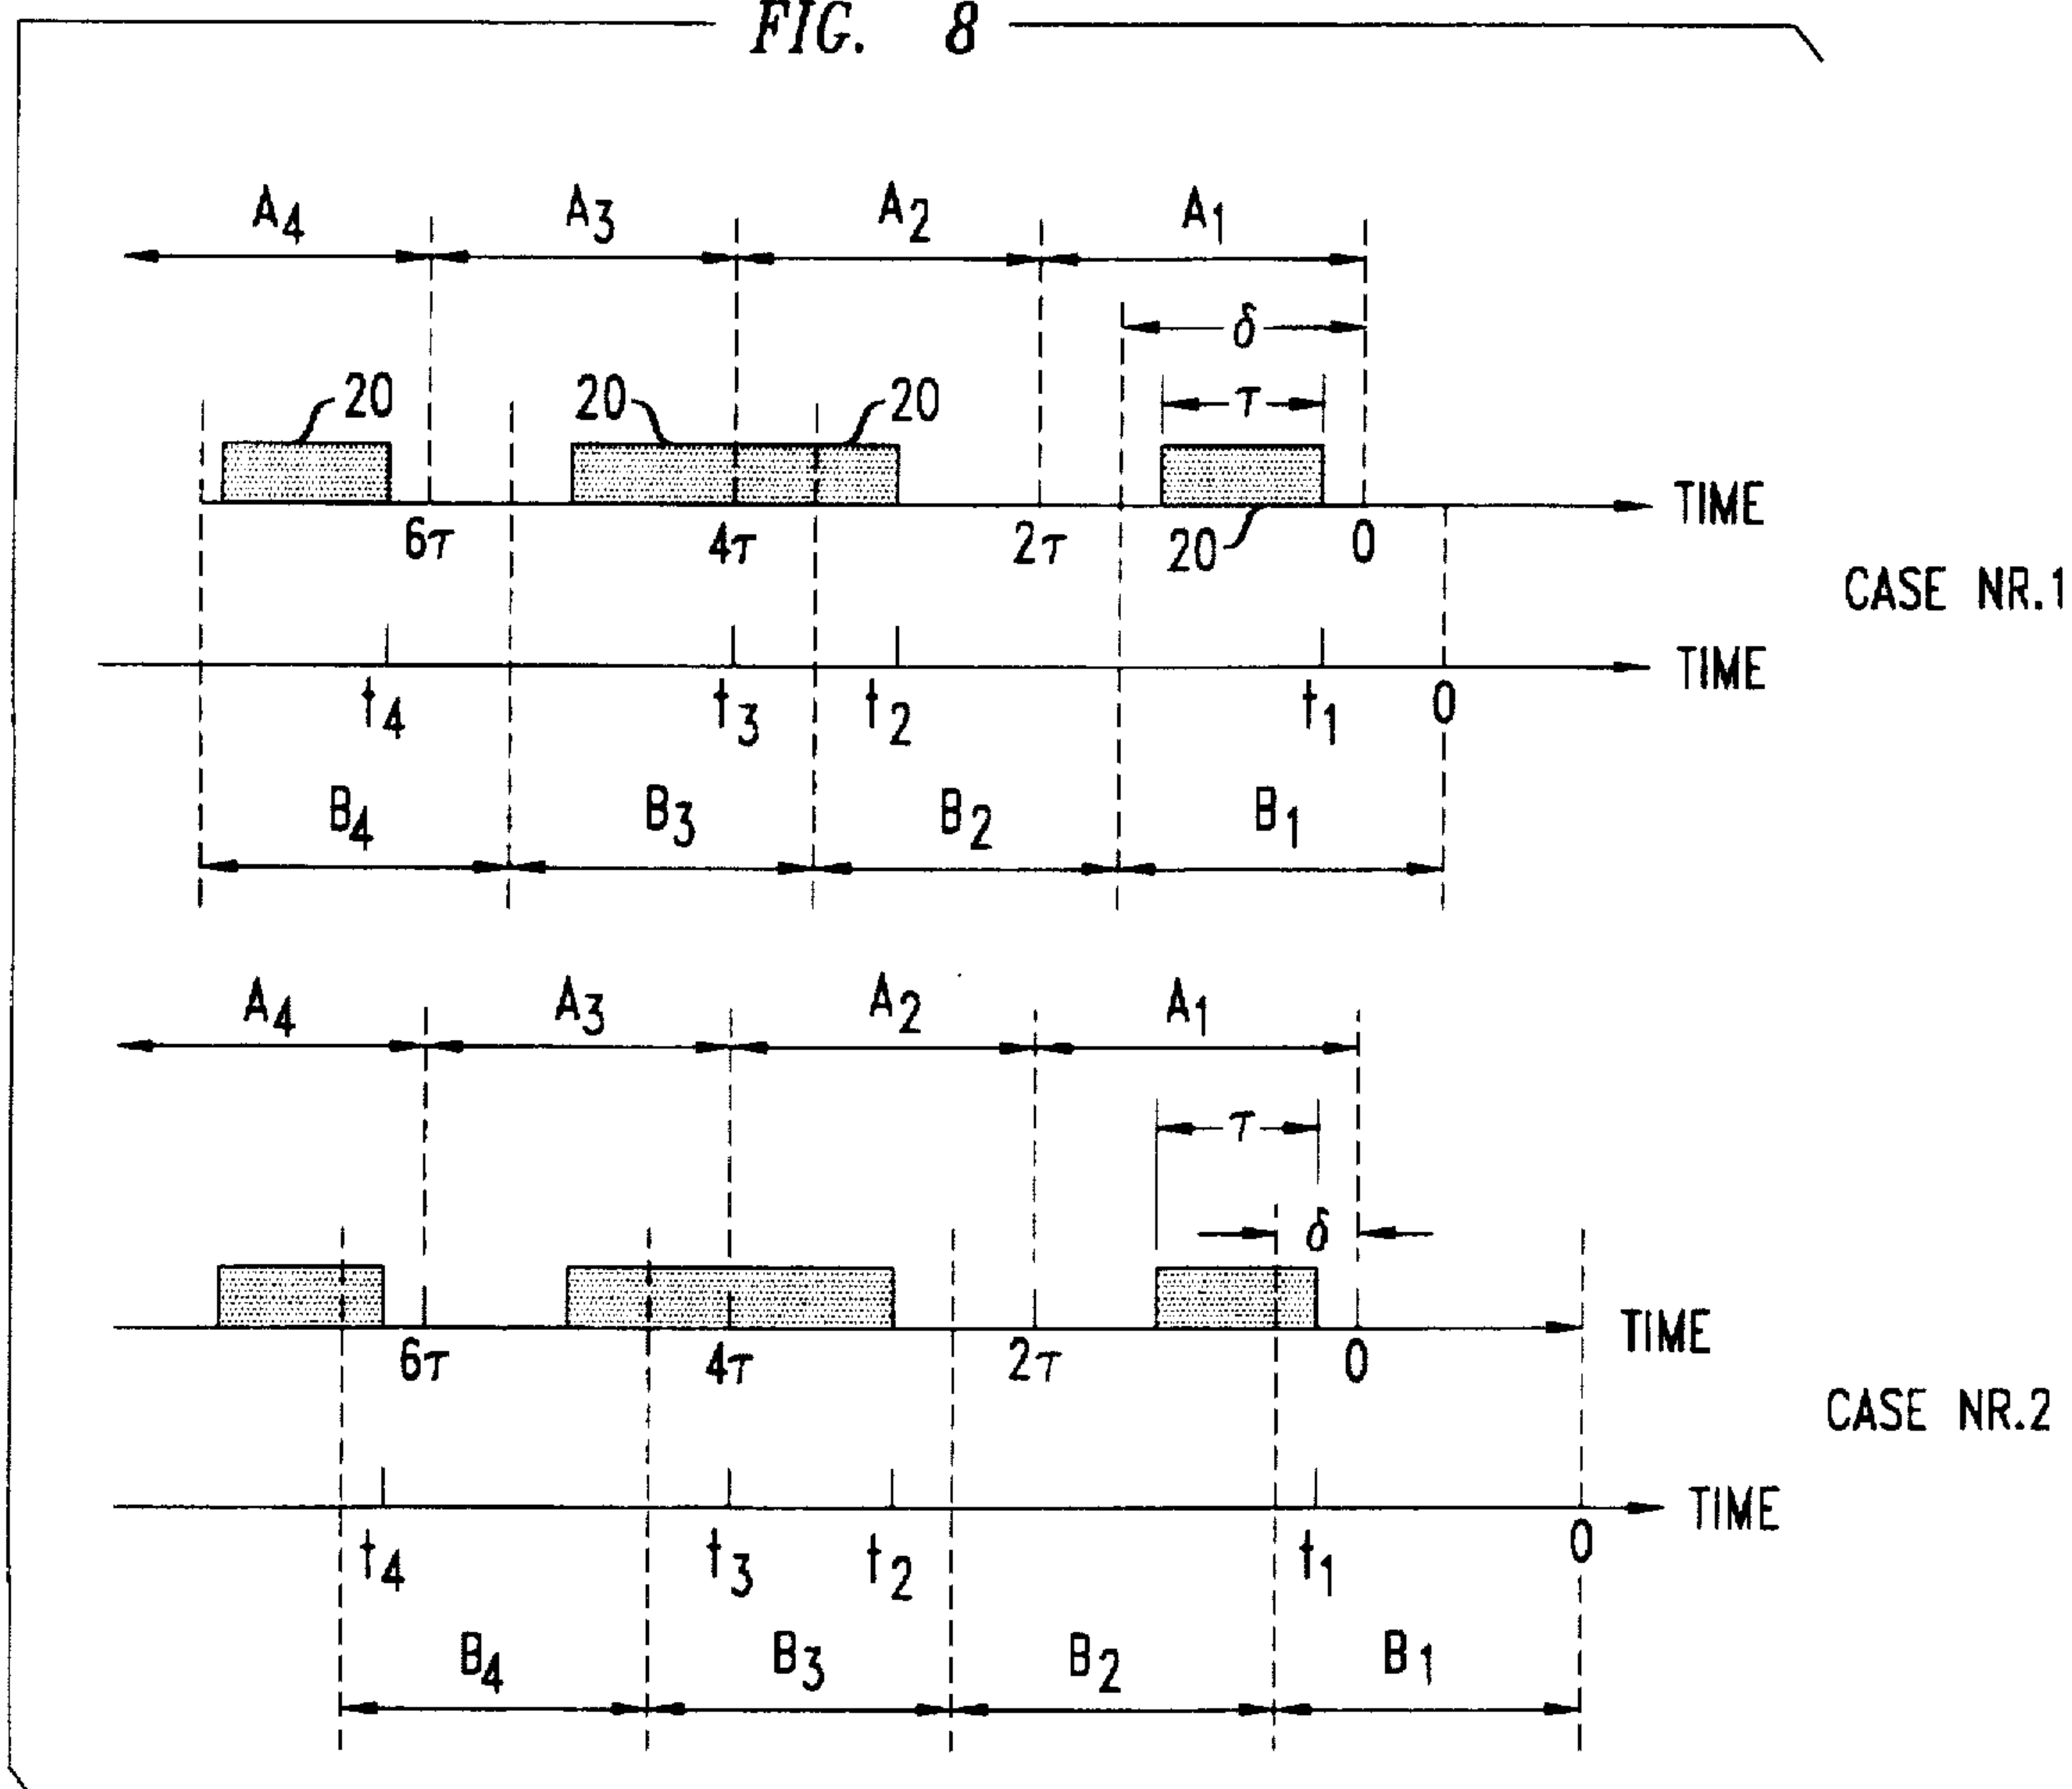 FIG. 8
A4 A3 A2 A1
δ
20 20 20 τ
TIME
6τ 4τ 2τ 20 0
CASE NR.1
TIME
t4 t3 t2 t1 0
B4 B3 B2 B1
A4 A3 A2 A1
τ
δ
TIME
6τ 4τ 2τ 0
CASE NR.2
TIME
t4 t3 t2 t1 0
B4 B3 B2 B1